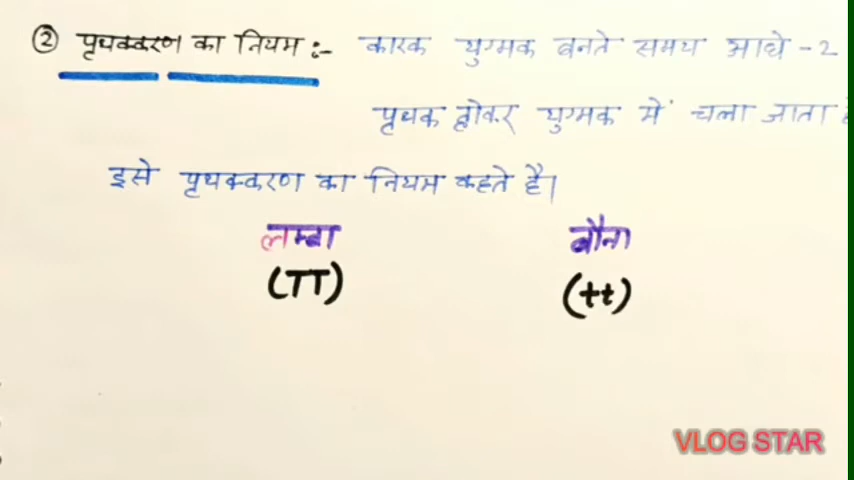 ② पृथक्करण का नियम :- कारक युग्मक बनते समय आधे - 2
पृथक होकर युग्मक में चला जाता है
इसे पृथक्करण का नियम कहते है।
लम्बा बौना
(TT) (tt)
VLOG STAR